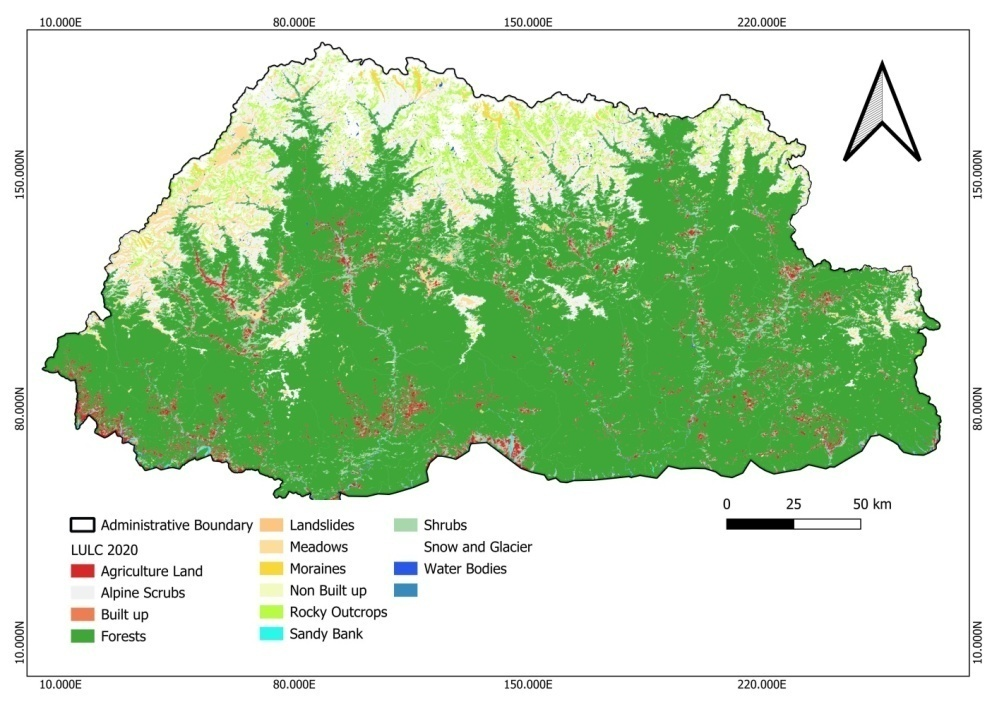 10.000E 80.000E 150.000E 220.000E
150.000N 150.000N
80.000N 80.000N
0 25 50 km
Administrative Boundary
LULC 2020
Agriculture Land
Alpine Scrubs
Built up
Forests
Landslides
Meadows
Moraines
Non Built up
Rocky Outcrops
Sandy Bank
Shrubs
Snow and Glacier
Water Bodies
10.000N 10.000N
10.000E 80.000E 150.000E 220.000E